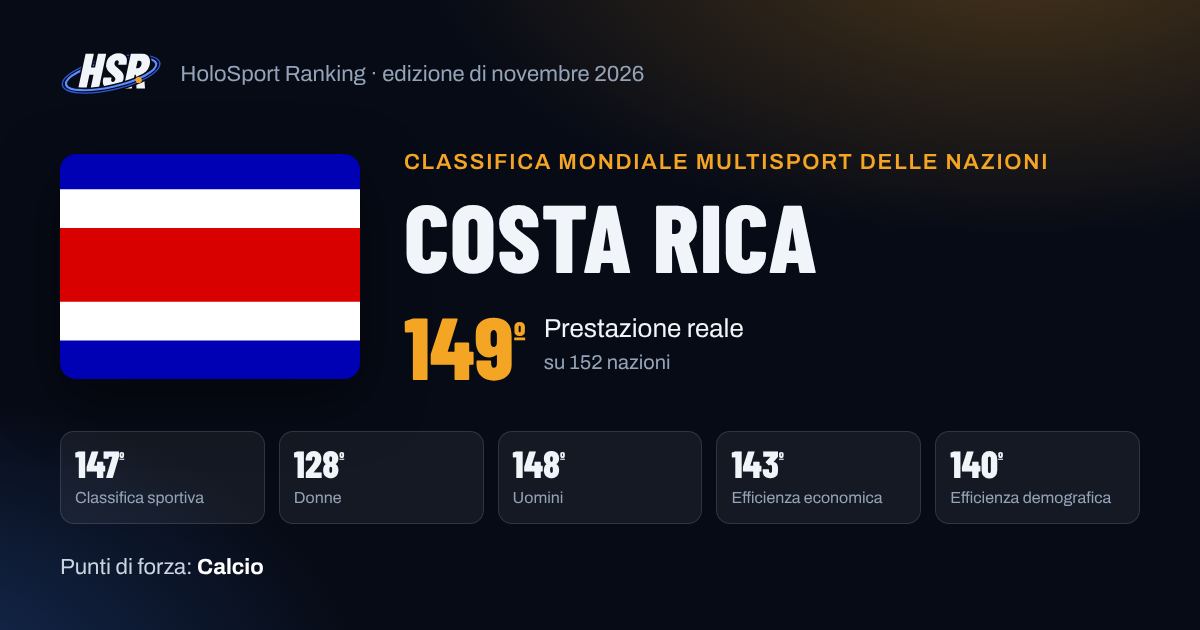 HSR
HoloSport Ranking · edizione di novembre 2026
CLASSIFICA MONDIALE MULTISPORT DELLE NAZIONI
COSTA RICA
149º
Prestazione reale
su 152 nazioni
147º
Classifica sportiva
128º
Donne
148º
Uomini
143º
Efficienza economica
140º
Efficienza demografica
Punti di forza: Calcio